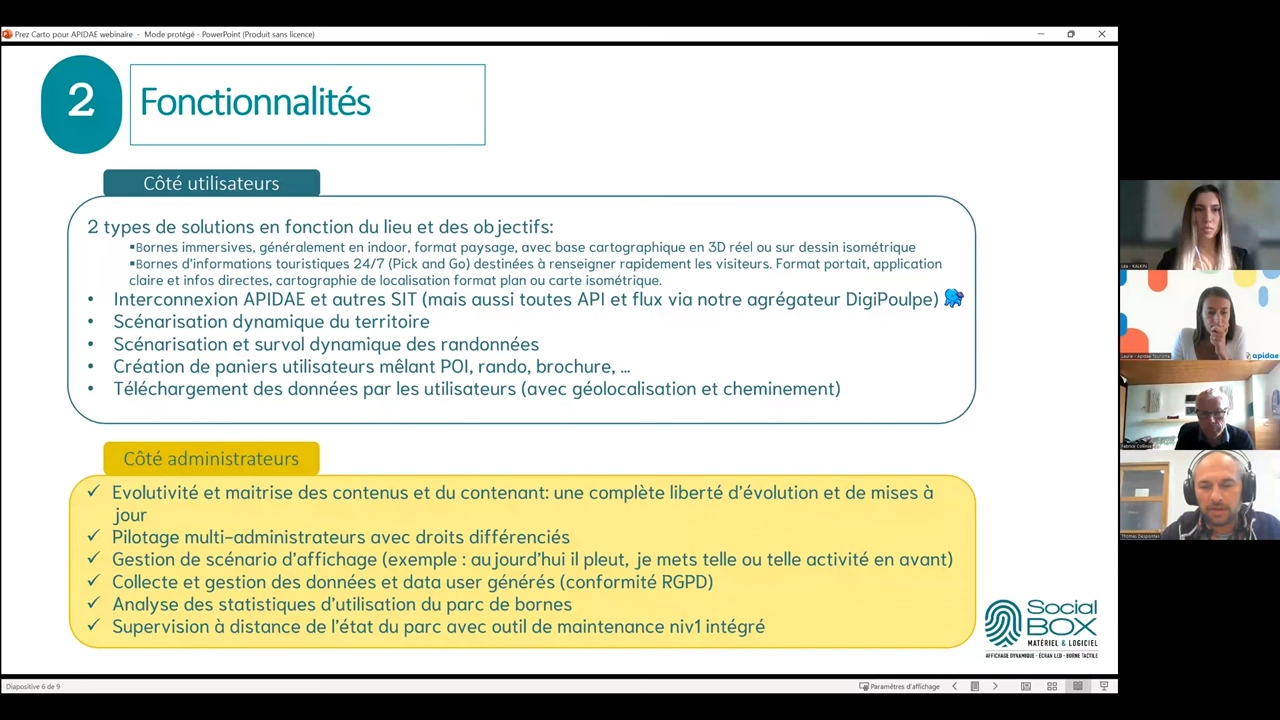 Prez Carto pour APIDAE webinaire - Mode protégé - PowerPoint (Produit sans licence)
2
Fonctionnalités
Côté utilisateurs
2 types de solutions en fonction du lieu et des objectifs:
▪Bornes immersives, généralement en indoor, format paysage, avec base cartographique en 3D réel ou sur dessin isométrique
▪Bornes d'informations touristiques 24/7 (Pick and Go) destinées à renseigner rapidement les visiteurs. Format portait, application
claire et infos directes, cartographie de localisation format plan ou carte isométrique.
• Interconnexion APIDAE et autres SIT (mais aussi toutes API et flux via notre agrégateur DigiPoulpe)
• Scénarisation dynamique du territoire
• Scénarisation et survol dynamique des randonnées
• Création de paniers utilisateurs mêlant POI, rando, brochure, ...
• Téléchargement des données par les utilisateurs (avec géolocalisation et cheminement)
Côté administrateurs
✓ Evolutivité et maitrise des contenus et du contenant: une complète liberté d'évolution et de mises à
jour
✓ Pilotage multi-administrateurs avec droits différenciés
✓ Gestion de scénario d'affichage (exemple : aujourd'hui il pleut, je mets telle ou telle activité en avant)
✓ Collecte et gestion des données et data user générés (conformité RGPD)
✓ Analyse des statistiques d'utilisation du parc de bornes
✓ Supervision à distance de l'état du parc avec outil de maintenance niv1 intégré
Social
BOX
MATÉRIEL & LOGICIEL
AFFICHAGE DYNAMIQUE - ÉCRAN LED - BORNE TACTILE
Diapositive 6 de 9
Paramètres d'affichage
Léa - KALKIN
Laurie - Apidae Tourisme
apidae
Fabrice
Thomas Despontes